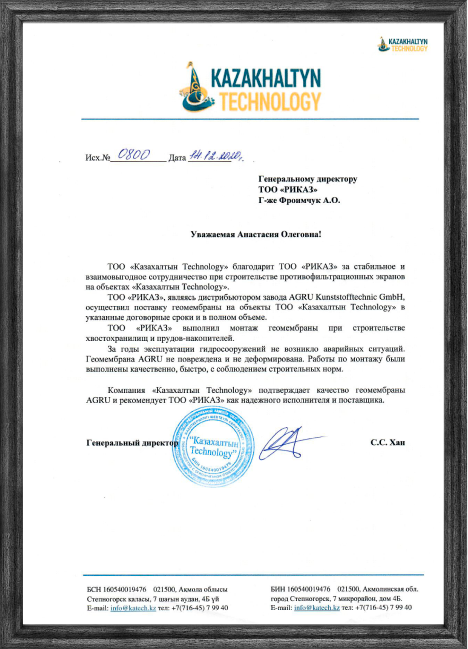 KAZAKHALTYN
TECHNOLOGY
KAZAKHALTYN
TECHNOLOGY
Исх.№ 0800 Дата 14.12.2020г.
Генеральному директору
ТОО «РИКАЗ»
Г-же Фроимчук А.О.
Уважаемая Анастасия Олеговна!
ТОО «Казахалтын Technology» благодарит ТОО «РИКАЗ» за стабильное и
взаимовыгодное сотрудничество при строительстве противофильтрационных экранов
на объектах «Казахалтын Technology».
ТОО «РИКАЗ», являясь дистрибьютором завода AGRU Kunststofftechnic GmbH,
осуществил поставку геомембраны на объекты ТОО «Казахалтын Technology» в
указанные договорные сроки и в полном объеме.
ТОО «РИКАЗ» выполнил монтаж геомембраны при строительстве
хвостохранилищ и прудов-накопителей.
За годы эксплуатации гидросооружений не возникло аварийных ситуаций.
Геомембрана AGRU не повреждена и не деформирована. Работы по монтажу были
выполнены качественно, быстро, с соблюдением строительных норм.
Компания «Казахалтын Technology» подтверждает качество геомембраны
AGRU и рекомендует ТОО «РИКАЗ» как надежного исполнителя и поставщика.
Генеральный директор С.С. Хан
"Казахалтын
Technology"
БСН 160540019476 021500, Акмола облысы
Степногорск қаласы, 7 шағын аудан, 4Б үй
E-mail: info@katech.kz тел: +7(716-45) 7 99 40
БИН 160540019476 021500, Акмолинская обл.
город Степногорск, 7 микрорайон, дом 4Б.
E-mail: info@katech.kz тел: +7(716-45) 7 99 40